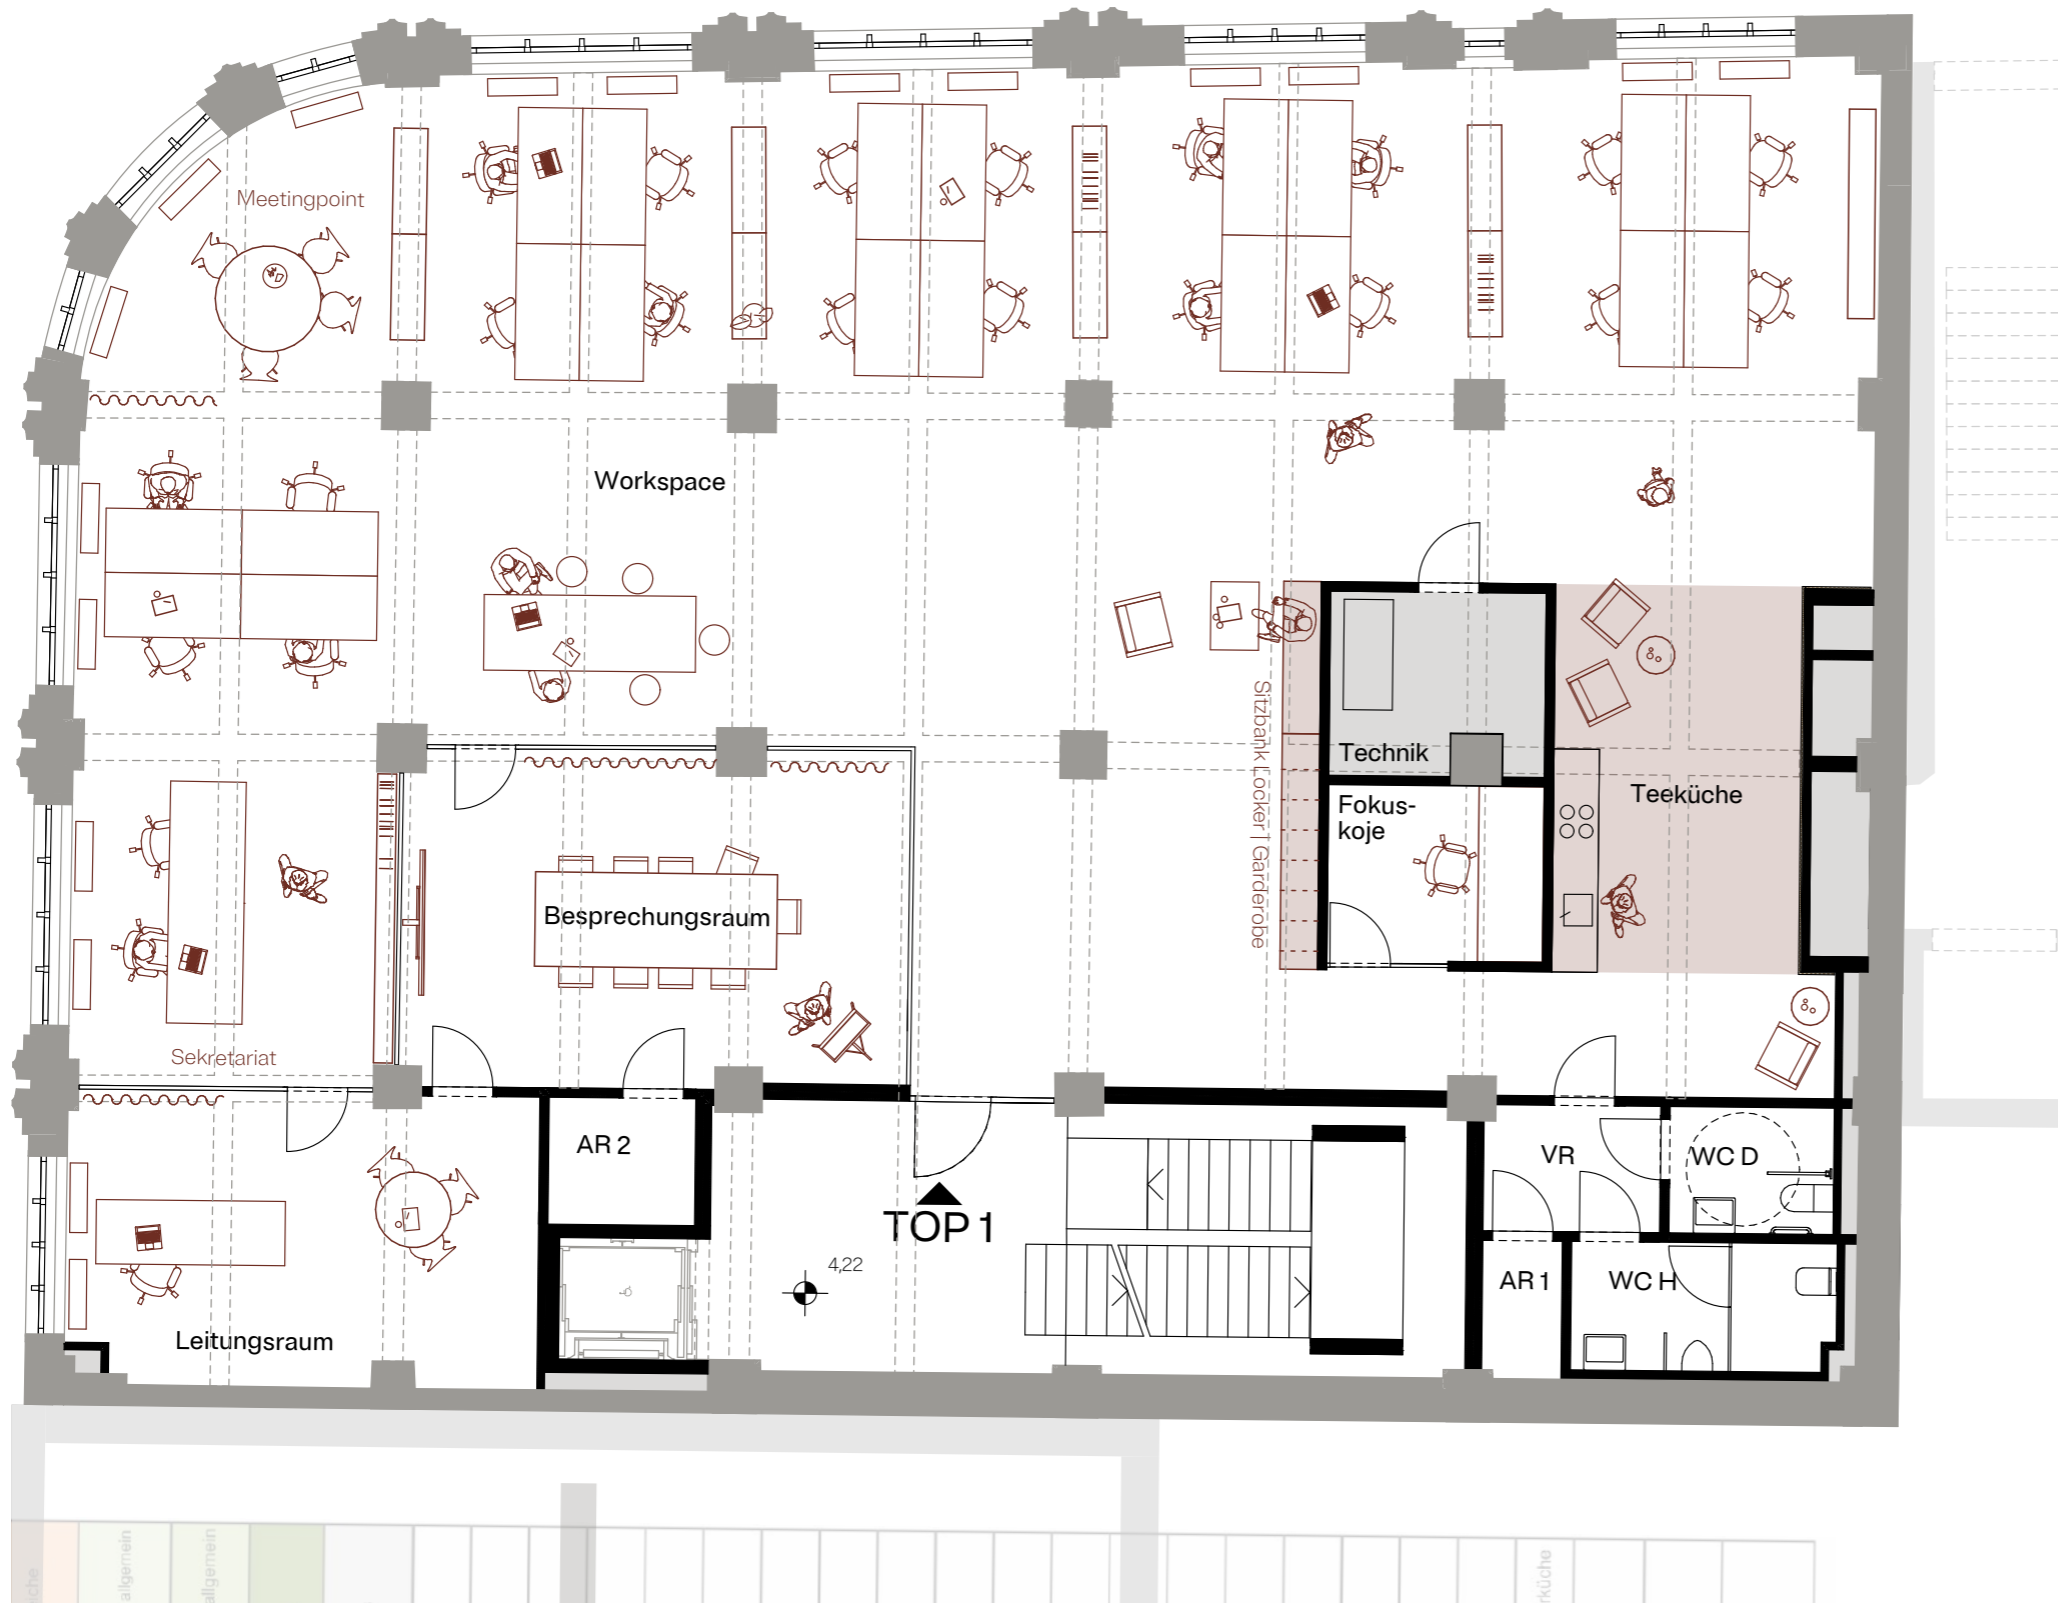 Meetingpoint
Workspace
Sitzbank Locker | Garderobe
Technik
Fokus-
koje
Teeküche
Besprechungsraum
Sekretariat
AR 2
TOP 1
4,22
VR
WC D
AR 1
WC H
Leitungsraum
allgemein
allgemein